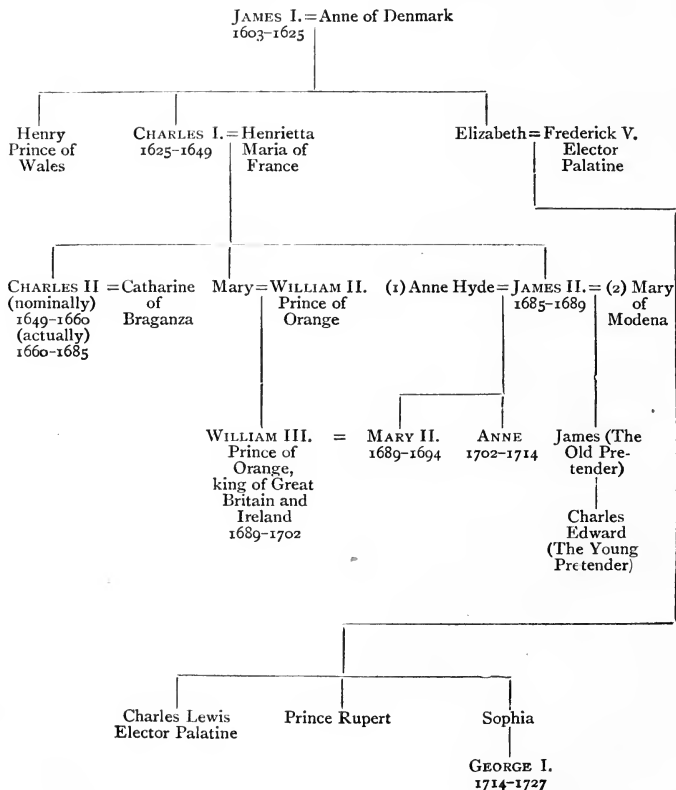 JAMES I. = Anne of Denmark
1603-1625
Henry
Prince of
Wales
CHARLES I. = Henrietta
1625-1649 Maria of
France
Elizabeth = Frederick V.
Elector
Palatine
CHARLES II = Catharine
(nominally) of
1649-1660 Braganza
(actually)
1660-1685
Mary = WILLIAM II.
Prince of
Orange
(1) Anne Hyde = JAMES II. = (2) Mary
1685-1689 of
Modena
WILLIAM III. = MARY II.
Prince of 1689-1694
Orange,
king of Great
Britain and
Ireland
1689-1702
ANNE
1702-1714
James (The
Old Pre-
tender)
Charles
Edward
(The Young
Pretender)
Charles Lewis
Elector Palatine
Prince Rupert
Sophia
GEORGE I.
1714-1727